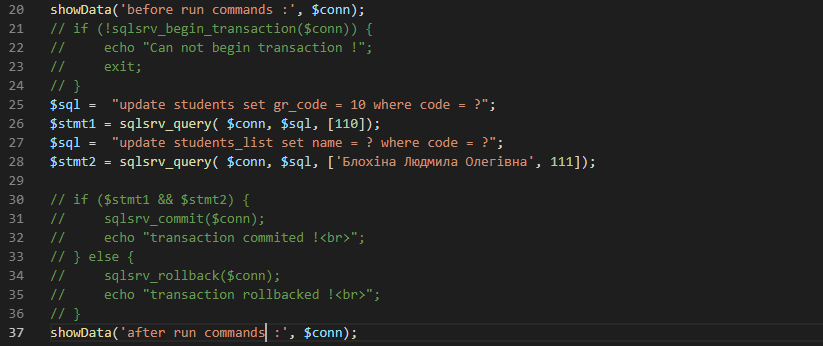 20 showData('before run commands :', $conn);
21 // if (!sqlsrv_begin_transaction($conn)) {
22 //     echo "Can not begin transaction !";
23 //     exit;
24 // }
25 $sql =  "update students set gr_code = 10 where code = ?";
26 $stmt1 = sqlsrv_query( $conn, $sql, [110]);
27 $sql =  "update students_list set name = ? where code = ?";
28 $stmt2 = sqlsrv_query( $conn, $sql, ['Блохіна Людмила Олегівна', 111]);
29
30 // if ($stmt1 && $stmt2) {
31 //     sqlsrv_commit($conn);
32 //     echo "transaction commited !<br>";
33 // } else {
34 //     sqlsrv_rollback($conn);
35 //     echo "transaction rollbacked !<br>";
36 // }
37 showData('after run commands :', $conn);